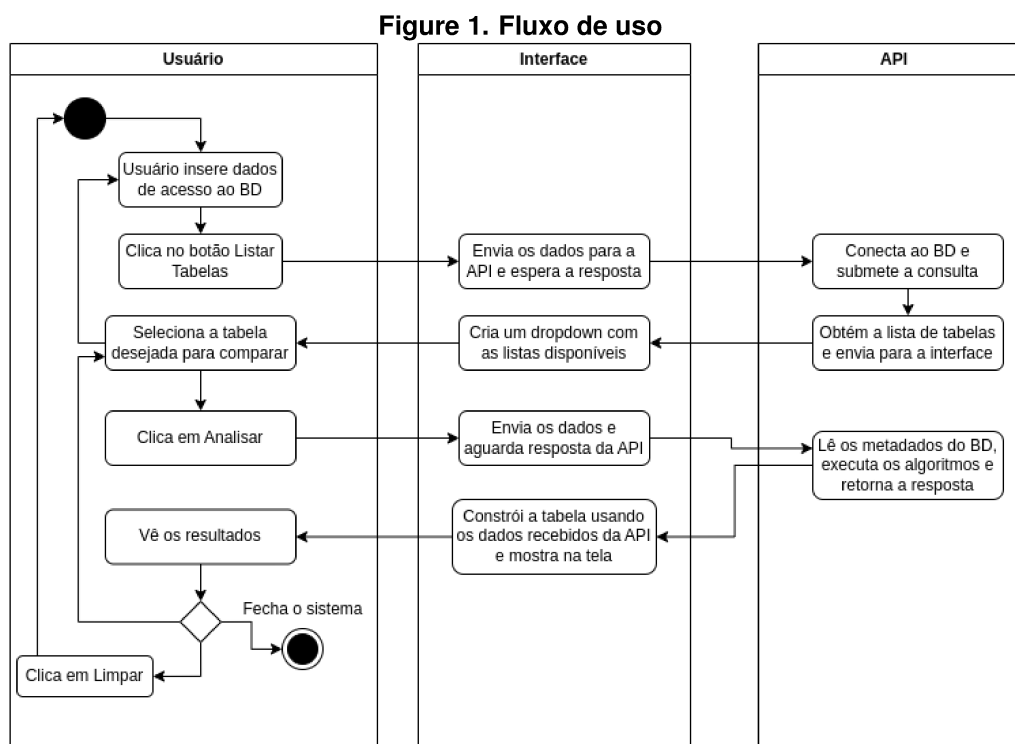 Figure 1. Fluxo de uso
Usuário
Interface
API
Usuário insere dados
de acesso ao BD
Clica no botão Listar
Tabelas
Envia os dados para a
API e espera a resposta
Conecta ao BD e
submete a consulta
Seleciona a tabela
desejada para comparar
Cria um dropdown com
as listas disponíveis
Obtém a lista de tabelas
e envia para a interface
Clica em Analisar
Envia os dados e
aguarda resposta da API
Lê os metadados do BD,
executa os algoritmos e
retorna a resposta
Vê os resultados
Constrói a tabela usando
os dados recebidos da API
e mostra na tela
Fecha o sistema
Clica em Limpar